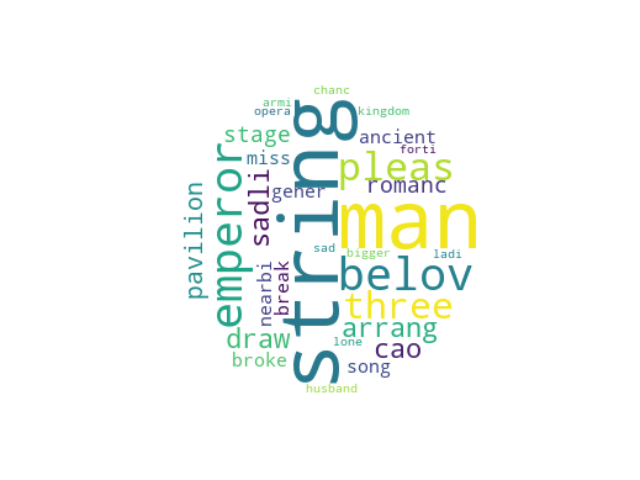 chanc
armi
opera
kingdom
stage
ancient
forti
miss
pleas
romanc
gener
sadli
emperor
pavilion
string
man
sad
bigger
ladi
belov
nearbi
break
three
arrang
draw
lone
cao
broke
song
husband